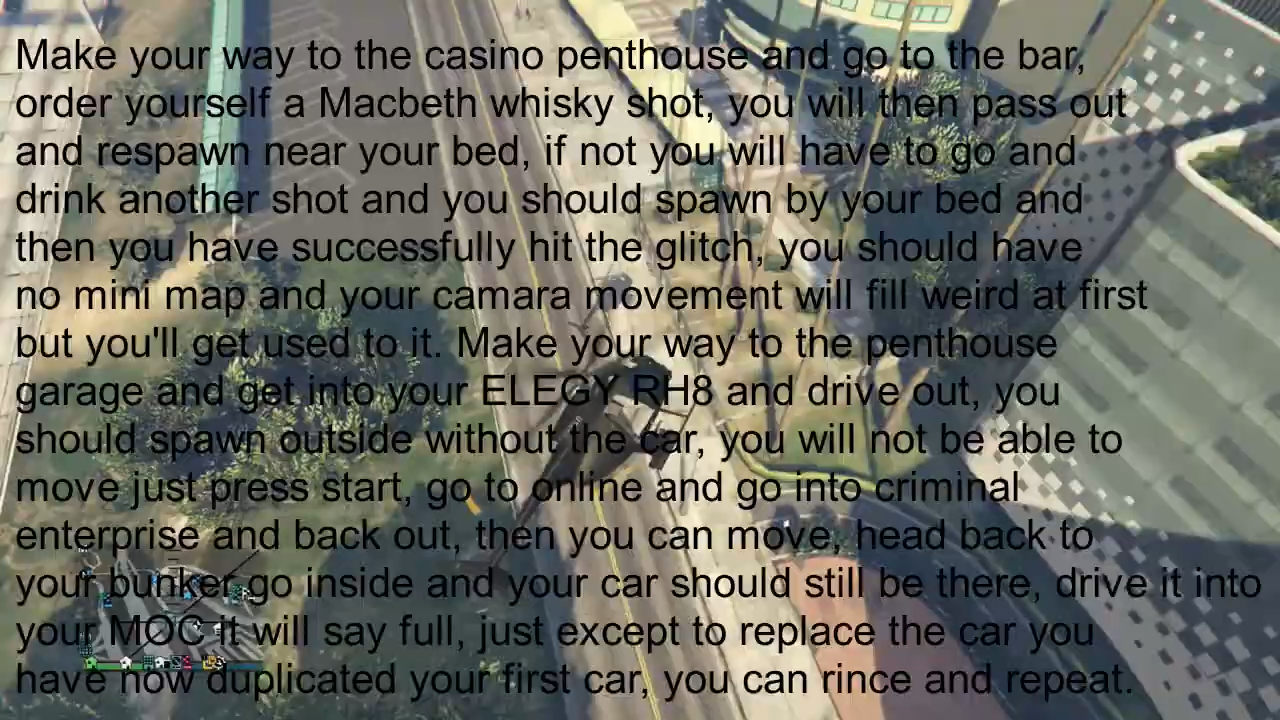 Make your way to the casino penthouse and go to the bar,
order yourself a Macbeth whisky shot, you will then pass out
and respawn near your bed, if not you will have to go and
drink another shot and you should spawn by your bed and
then you have successfully hit the glitch, you should have
no mini map and your camara movement will fill weird at first
but you'll get used to it. Make your way to the penthouse
garage and get into your ELEGY RH8 and drive out, you
should spawn outside without the car, you will not be able to
move just press start, go to online and go into criminal
enterprise and back out, then you can move, head back to
your bunker go inside and your car should still be there, drive it into
your MOC it will say full, just except to replace the car you
have now duplicated your first car, you can rince and repeat.